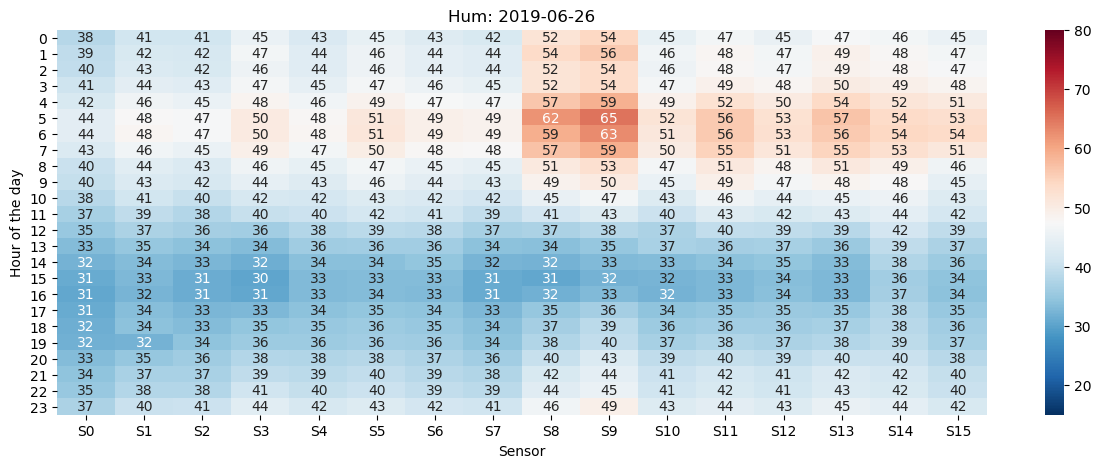 Hum: 2019-06-26
Hour of the day
0 38 41 41 45 43 45 43 42 52 54 45 47 45 47 46 45
1 39 42 42 47 44 46 44 44 54 56 46 48 47 49 48 47
2 40 43 42 46 44 46 44 44 52 54 46 48 47 49 48 47
3 41 44 43 47 45 47 46 45 52 54 47 49 48 50 49 48
4 42 46 45 48 46 49 47 47 57 59 49 52 50 54 52 51
5 44 48 47 50 48 51 49 49 62 65 52 56 53 57 54 53
6 44 48 47 50 48 51 49 49 59 63 51 56 53 56 54 54
7 43 46 45 49 47 50 48 48 57 59 50 55 51 55 53 51
8 40 44 43 46 45 47 45 45 51 53 47 51 48 51 49 46
9 40 43 42 44 43 46 44 43 49 50 45 49 47 48 48 45
10 38 41 40 42 42 43 42 42 45 47 43 46 44 45 46 43
11 37 39 38 40 40 42 41 39 41 43 40 43 42 43 44 42
12 35 37 36 36 38 39 38 37 37 38 37 40 39 39 42 39
13 33 35 34 34 36 36 36 34 34 35 37 36 37 36 39 37
14 32 34 33 32 34 34 35 32 32 33 33 34 35 33 38 36
15 31 33 31 30 33 33 33 31 31 32 32 33 34 33 36 34
16 31 32 31 31 33 34 33 31 32 33 32 33 34 33 37 34
17 31 34 33 33 34 35 34 33 35 36 34 35 35 35 38 35
18 32 34 33 35 35 36 35 34 37 39 36 36 36 37 38 36
19 32 32 34 36 36 36 36 34 38 40 37 38 37 38 39 37
20 33 35 36 38 38 38 37 36 40 43 39 40 39 40 40 38
21 34 37 37 39 39 40 39 38 42 44 41 42 41 42 42 40
22 35 38 38 41 40 40 39 39 44 45 41 42 41 43 42 40
23 37 40 41 44 42 43 42 41 46 49 43 44 43 45 44 42
S0 S1 S2 S3 S4 S5 S6 S7 S8 S9 S10 S11 S12 S13 S14 S15
Sensor
80
70
60
50
40
30
20